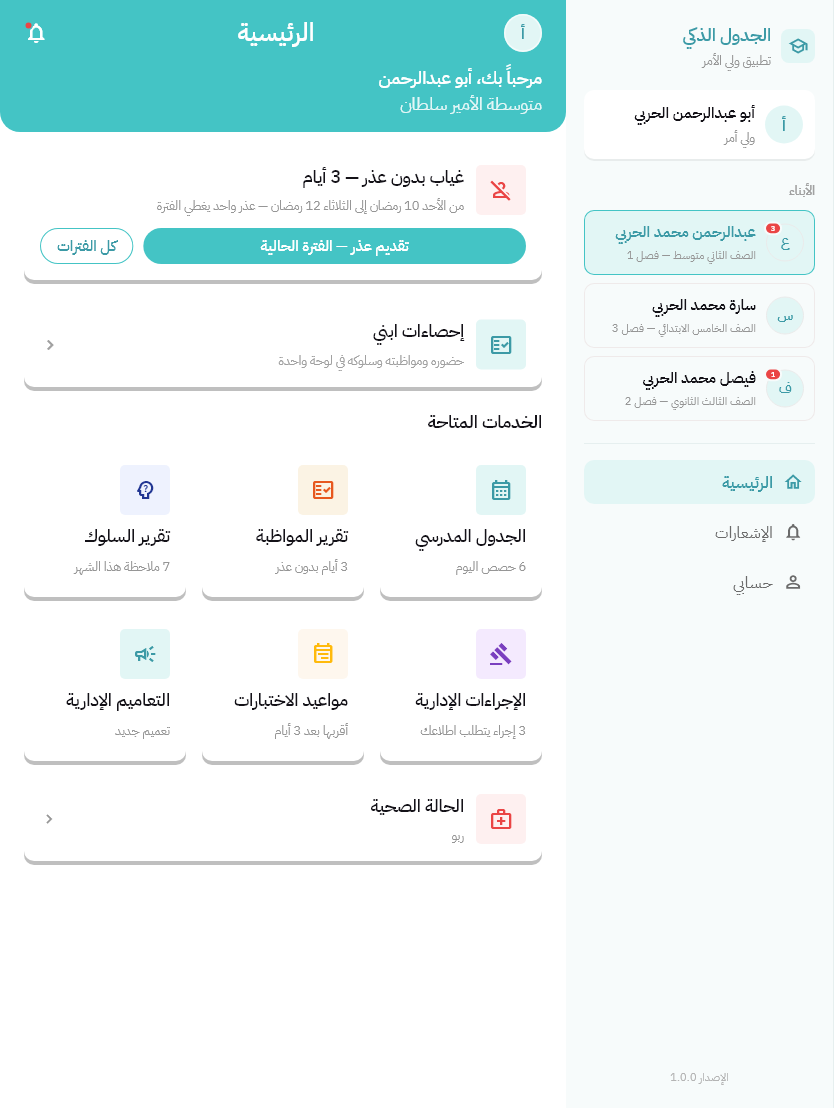 الجدول الذكي
تطبيق ولي الأمر
أ
أبو عبدالرحمن الحربي
ولي أمر
الأبناء
3
ع
عبدالرحمن محمد الحربي
الصف الثاني متوسط — فصل 1
س
سارة محمد الحربي
الصف الخامس الابتدائي — فصل 3
1
ف
فيصل محمد الحربي
الصف الثالث الثانوي — فصل 2
الرئيسية
الإشعارات
حسابي
الإصدار 1.0.0
أ
الرئيسية
مرحباً بك، أبو عبدالرحمن
متوسطة الأمير سلطان
غياب بدون عذر — 3 أيام
من الأحد 10 رمضان إلى الثلاثاء 12 رمضان — عذر واحد يغطي الفترة
تقديم عذر — الفترة الحالية
كل الفترات
إحصاءات ابني
حضوره ومواظبته وسلوكه في لوحة واحدة
الخدمات المتاحة
الجدول المدرسي
6 حصص اليوم
تقرير المواظبة
3 أيام بدون عذر
تقرير السلوك
7 ملاحظة هذا الشهر
الإجراءات الإدارية
3 إجراء يتطلب اطلاعك
مواعيد الاختبارات
أقربها بعد 3 أيام
التعاميم الإدارية
تعميم جديد
الحالة الصحية
ربو